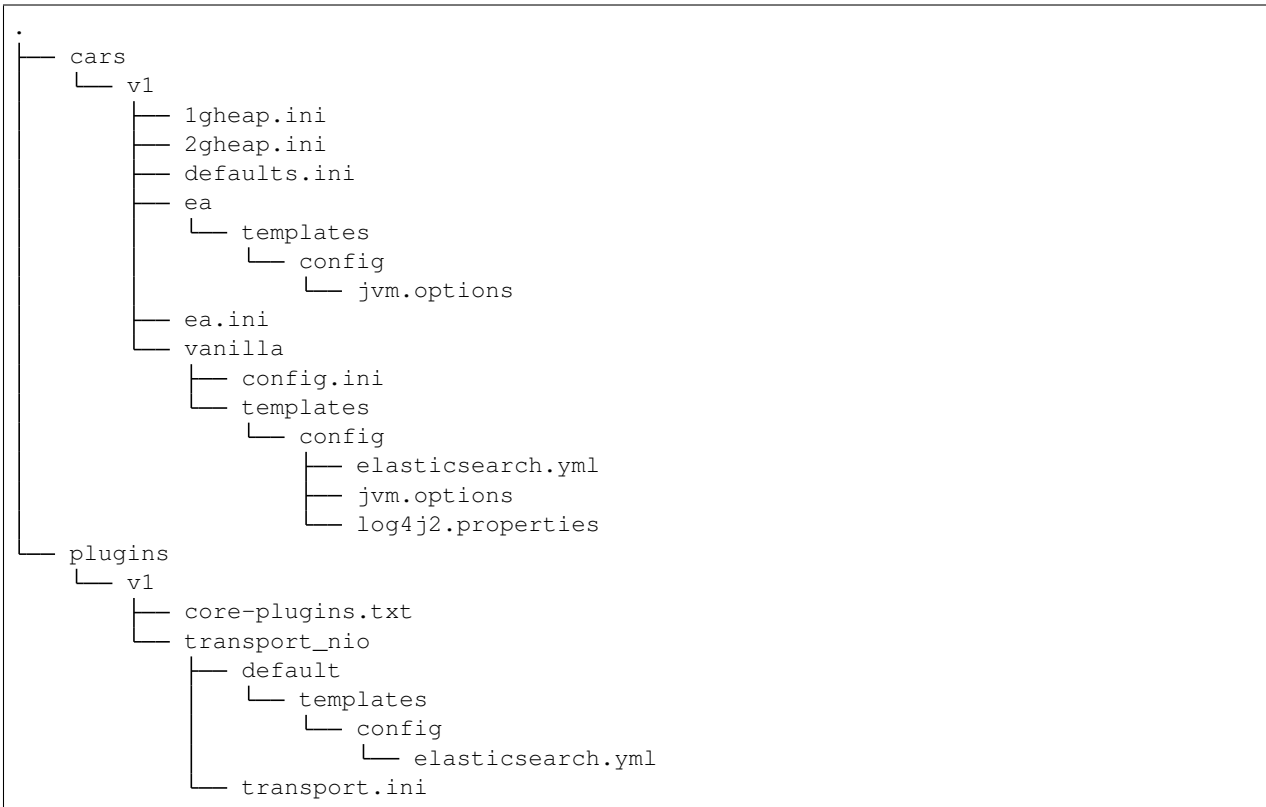 .
├── cars
│   └── v1
│       ├── 1gheap.ini
│       ├── 2gheap.ini
│       ├── defaults.ini
│       ├── ea
│       │   └── templates
│       │       └── config
│       │           └── jvm.options
│       ├── ea.ini
│       └── vanilla
│           ├── config.ini
│           └── templates
│               └── config
│                   ├── elasticsearch.yml
│                   ├── jvm.options
│                   └── log4j2.properties
└── plugins
    └── v1
        ├── core-plugins.txt
        └── transport_nio
            ├── default
            │   └── templates
            │       └── config
            │           └── elasticsearch.yml
            └── transport.ini